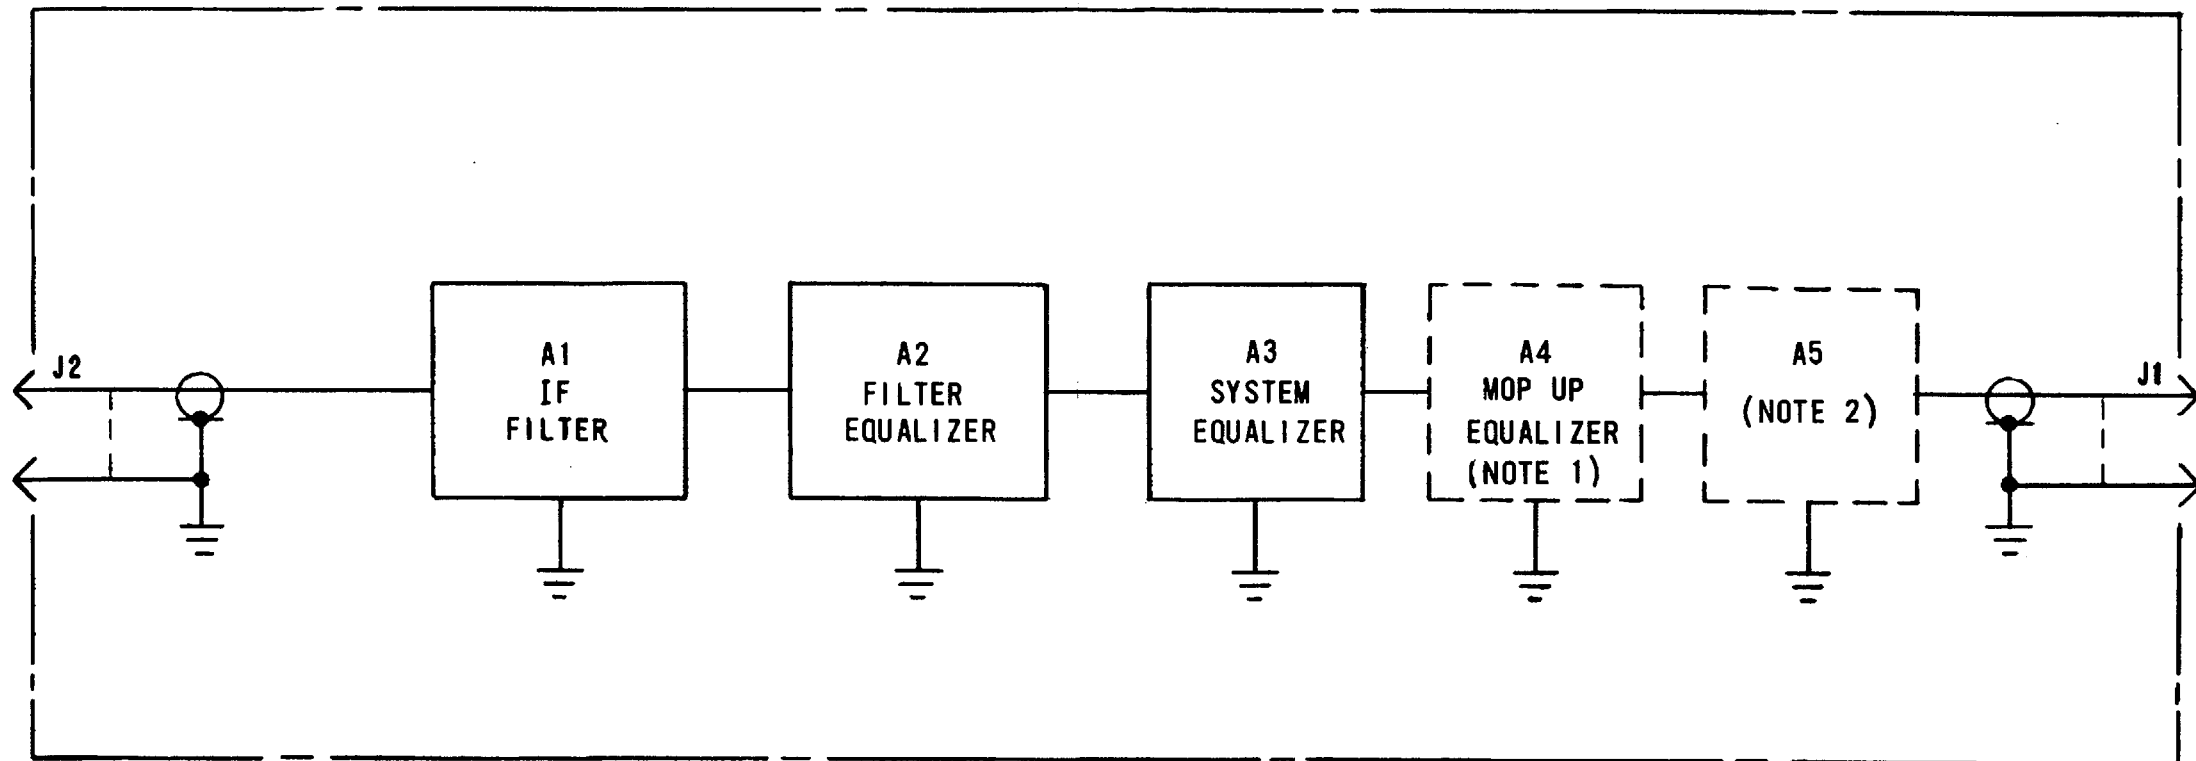 J2
A1
IF
FILTER
A2
FILTER
EQUALIZER
A3
SYSTEM
EQUALIZER
A4
MOP UP
EQUALIZER
(NOTE 1)
A5
(NOTE 2)
J1